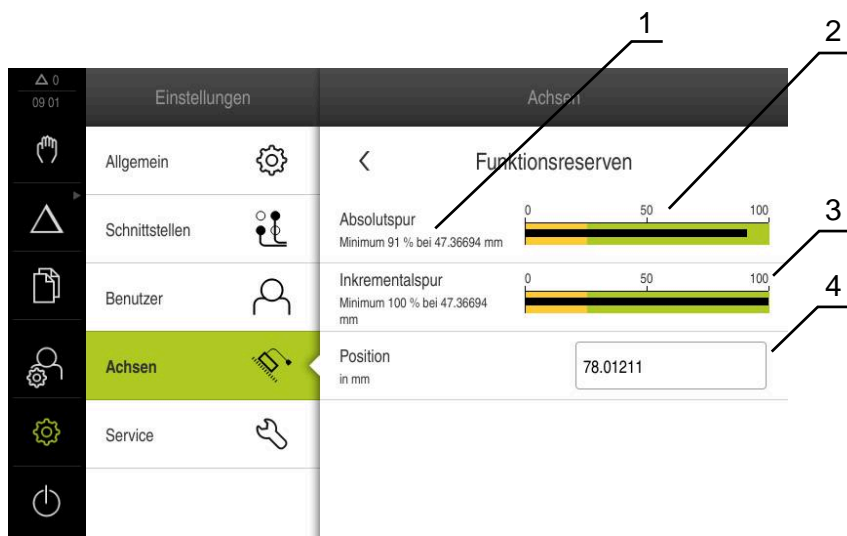 1
2
△ 0
09 01
Einstellungen
Achsen
Allgemein
Funktionsreserven
Schnittstellen
Absolutspur
Minimum 91 % bei 47.36694 mm
0 50 100
3
Benutzer
Inkrementalspur
Minimum 100 % bei 47.36694
mm
0 50 100
4
Achsen
Position
in mm
78.01211
Service